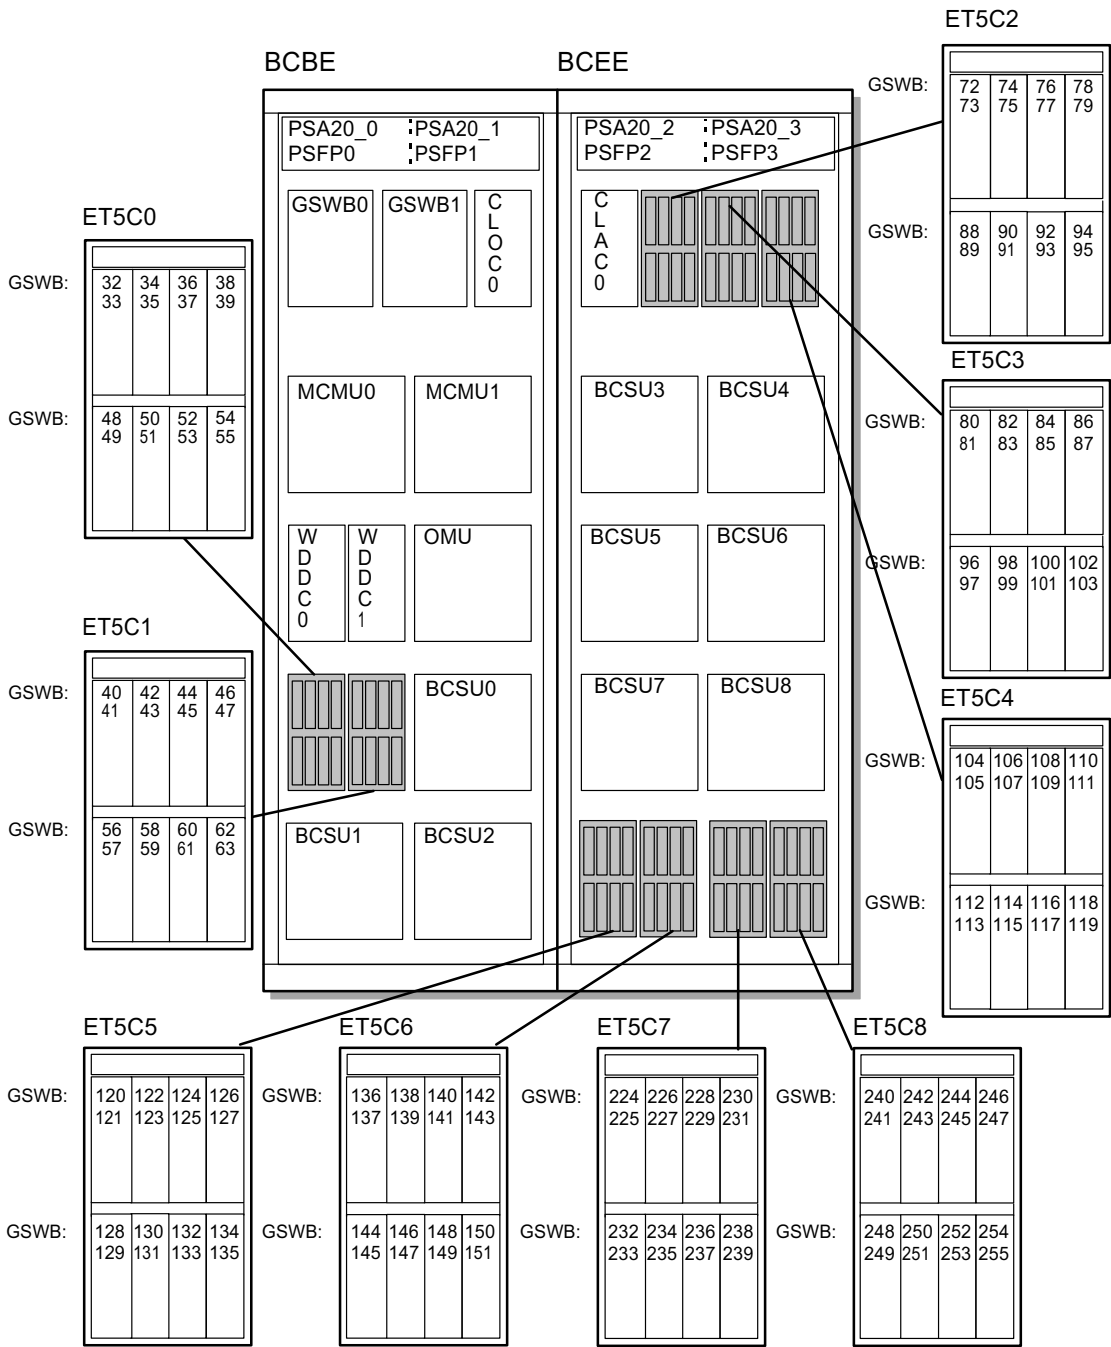 ET5C2
BCBE
BCEE
GSWB: 72 74 76 78
73 75 77 79
PSA20_0 PSA20_1
PSFP0 PSFP1
PSA20_2 PSA20_3
PSFP2 PSFP3
GSWB0 GSWB1 CLOC0
CLAC0
GSWB: 88 90 92 94
89 91 93 95
ET5C0
GSWB: 32 34 36 38
33 35 37 39
GSWB: 48 50 52 54
49 51 53 55
ET5C3
GSWB: 80 82 84 86
81 83 85 87
GSWB: 96 98 100 102
97 99 101 103
MCMU0 MCMU1
BCSU3 BCSU4
WDDC0 WDDC1 OMU
BCSU5 BCSU6
ET5C1
GSWB: 40 42 44 46
41 43 45 47
GSWB: 56 58 60 62
57 59 61 63
BCSU0
BCSU7 BCSU8
ET5C4
GSWB: 104 106 108 110
105 107 109 111
GSWB: 112 114 116 118
113 115 117 119
BCSU1 BCSU2
ET5C5
GSWB: 120 122 124 126
121 123 125 127
GSWB: 128 130 132 134
129 131 133 135
ET5C6
GSWB: 136 138 140 142
137 139 141 143
GSWB: 144 146 148 150
145 147 149 151
ET5C7
GSWB: 224 226 228 230
225 227 229 231
GSWB: 232 234 236 238
233 235 237 239
ET5C8
GSWB: 240 242 244 246
241 243 245 247
GSWB: 248 250 252 254
249 251 253 255